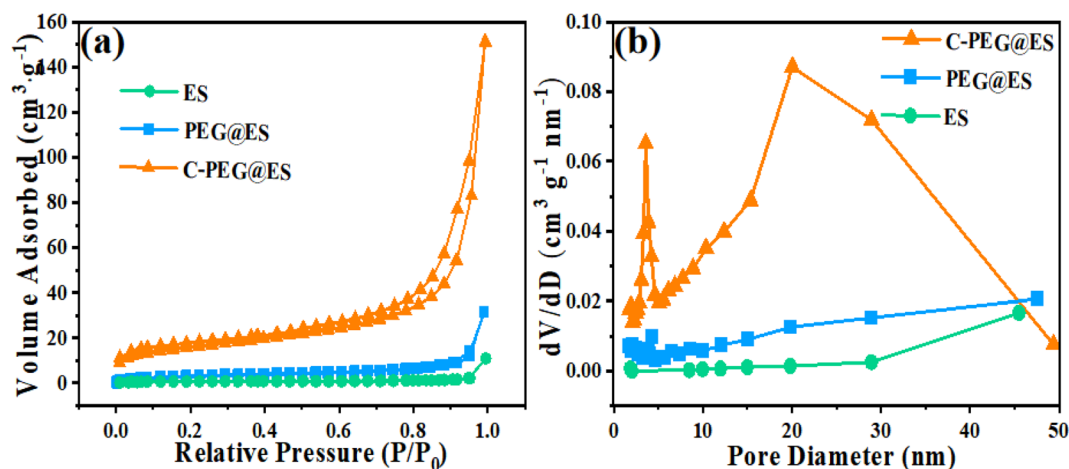 (a)
Volume Adsorbed (cm³·g⁻¹)
160
140
120
100
80
60
40
20
0
ES
PEG@ES
C-PEG@ES
0.0 0.2 0.4 0.6 0.8 1.0
Relative Pressure (P/P₀)
(b)
dV/dD (cm³ g⁻¹ nm⁻¹)
0.10
0.08
0.06
0.04
0.02
0.00
C-PEG@ES
PEG@ES
ES
0 10 20 30 40 50
Pore Diameter (nm)